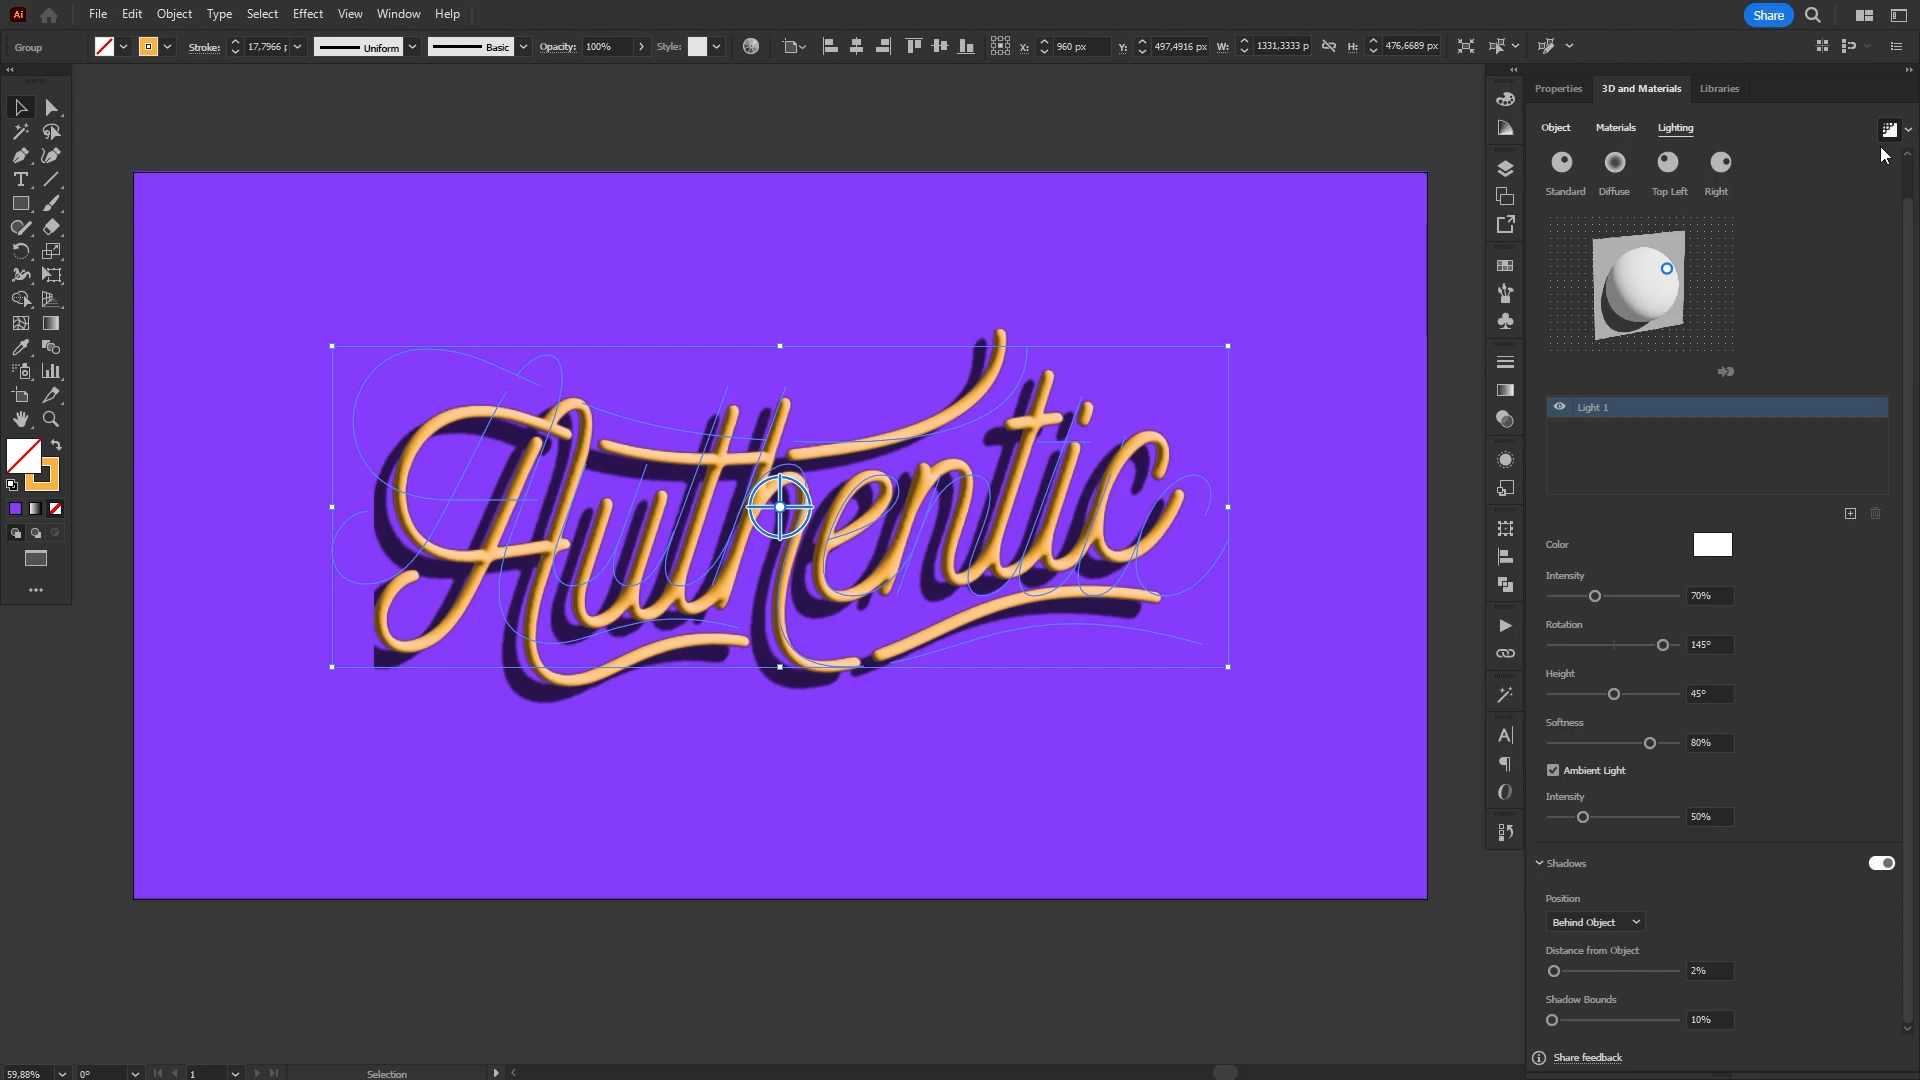 Ai File Edit Object Type Select Effect View Window Help Share
Group Stroke: 17,7966 p Uniform Basic Opacity: 100% Style: X: 960 px Y: 497,4916 px W: 1331,3333 p H: 476,6689 px
Properties 3D and Materials Libraries
Object Materials Lighting
Standard Diffuse Top Left Right
Authentic
Light 1
Color
Intensity
70%
Rotation
145°
Height
45°
Softness
80%
Ambient Light
Intensity
50%
Shadows
Position
Behind Object
Distance from Object
2%
Shadow Bounds
10%
Share feedback
59,88% 0° 1 Selection